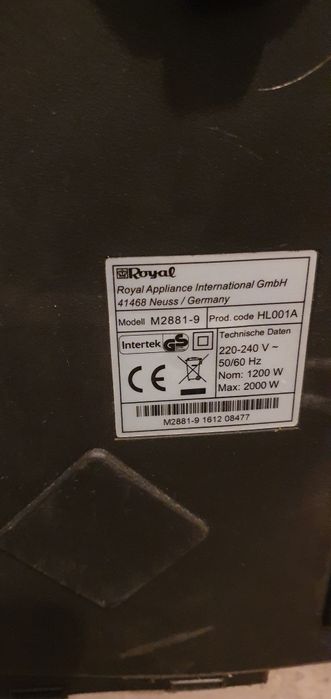 Royal
Royal Appliance International GmbH
41468 Neuss / Germany
Modell M2881-9 Prod. code HL001A
Intertek GS
CE
Technische Daten
220-240 V ~
50/60 Hz
Nom: 1200 W
Max: 2000 W
M2881-9 1612 08477